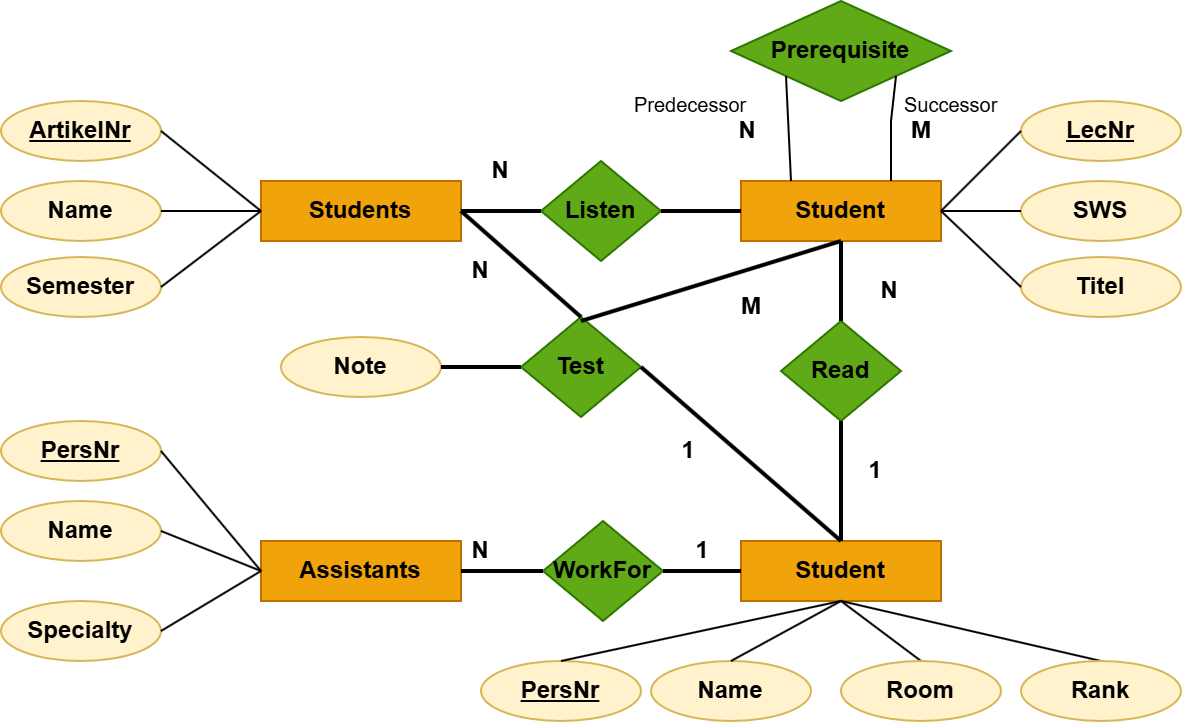 Prerequisite
Predecessor
Successor
N
M
ArtikelNr
LecNr
N
Name
Students
Listen
Student
SWS
N
Semester
Titel
M
N
Note
Test
Read
PersNr
1
1
Name
N
1
Assistants
WorkFor
Student
Specialty
PersNr
Name
Room
Rank